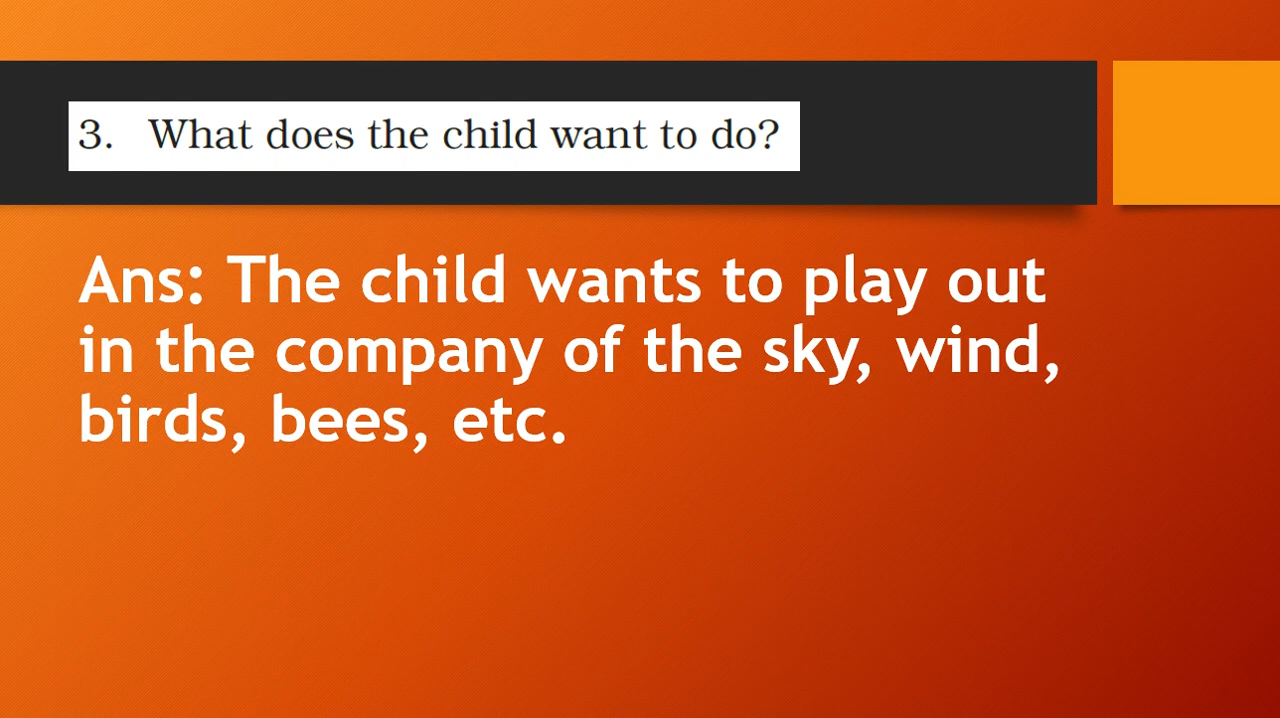 3. What does the child want to do?
Ans: The child wants to play out
in the company of the sky, wind,
birds, bees, etc.